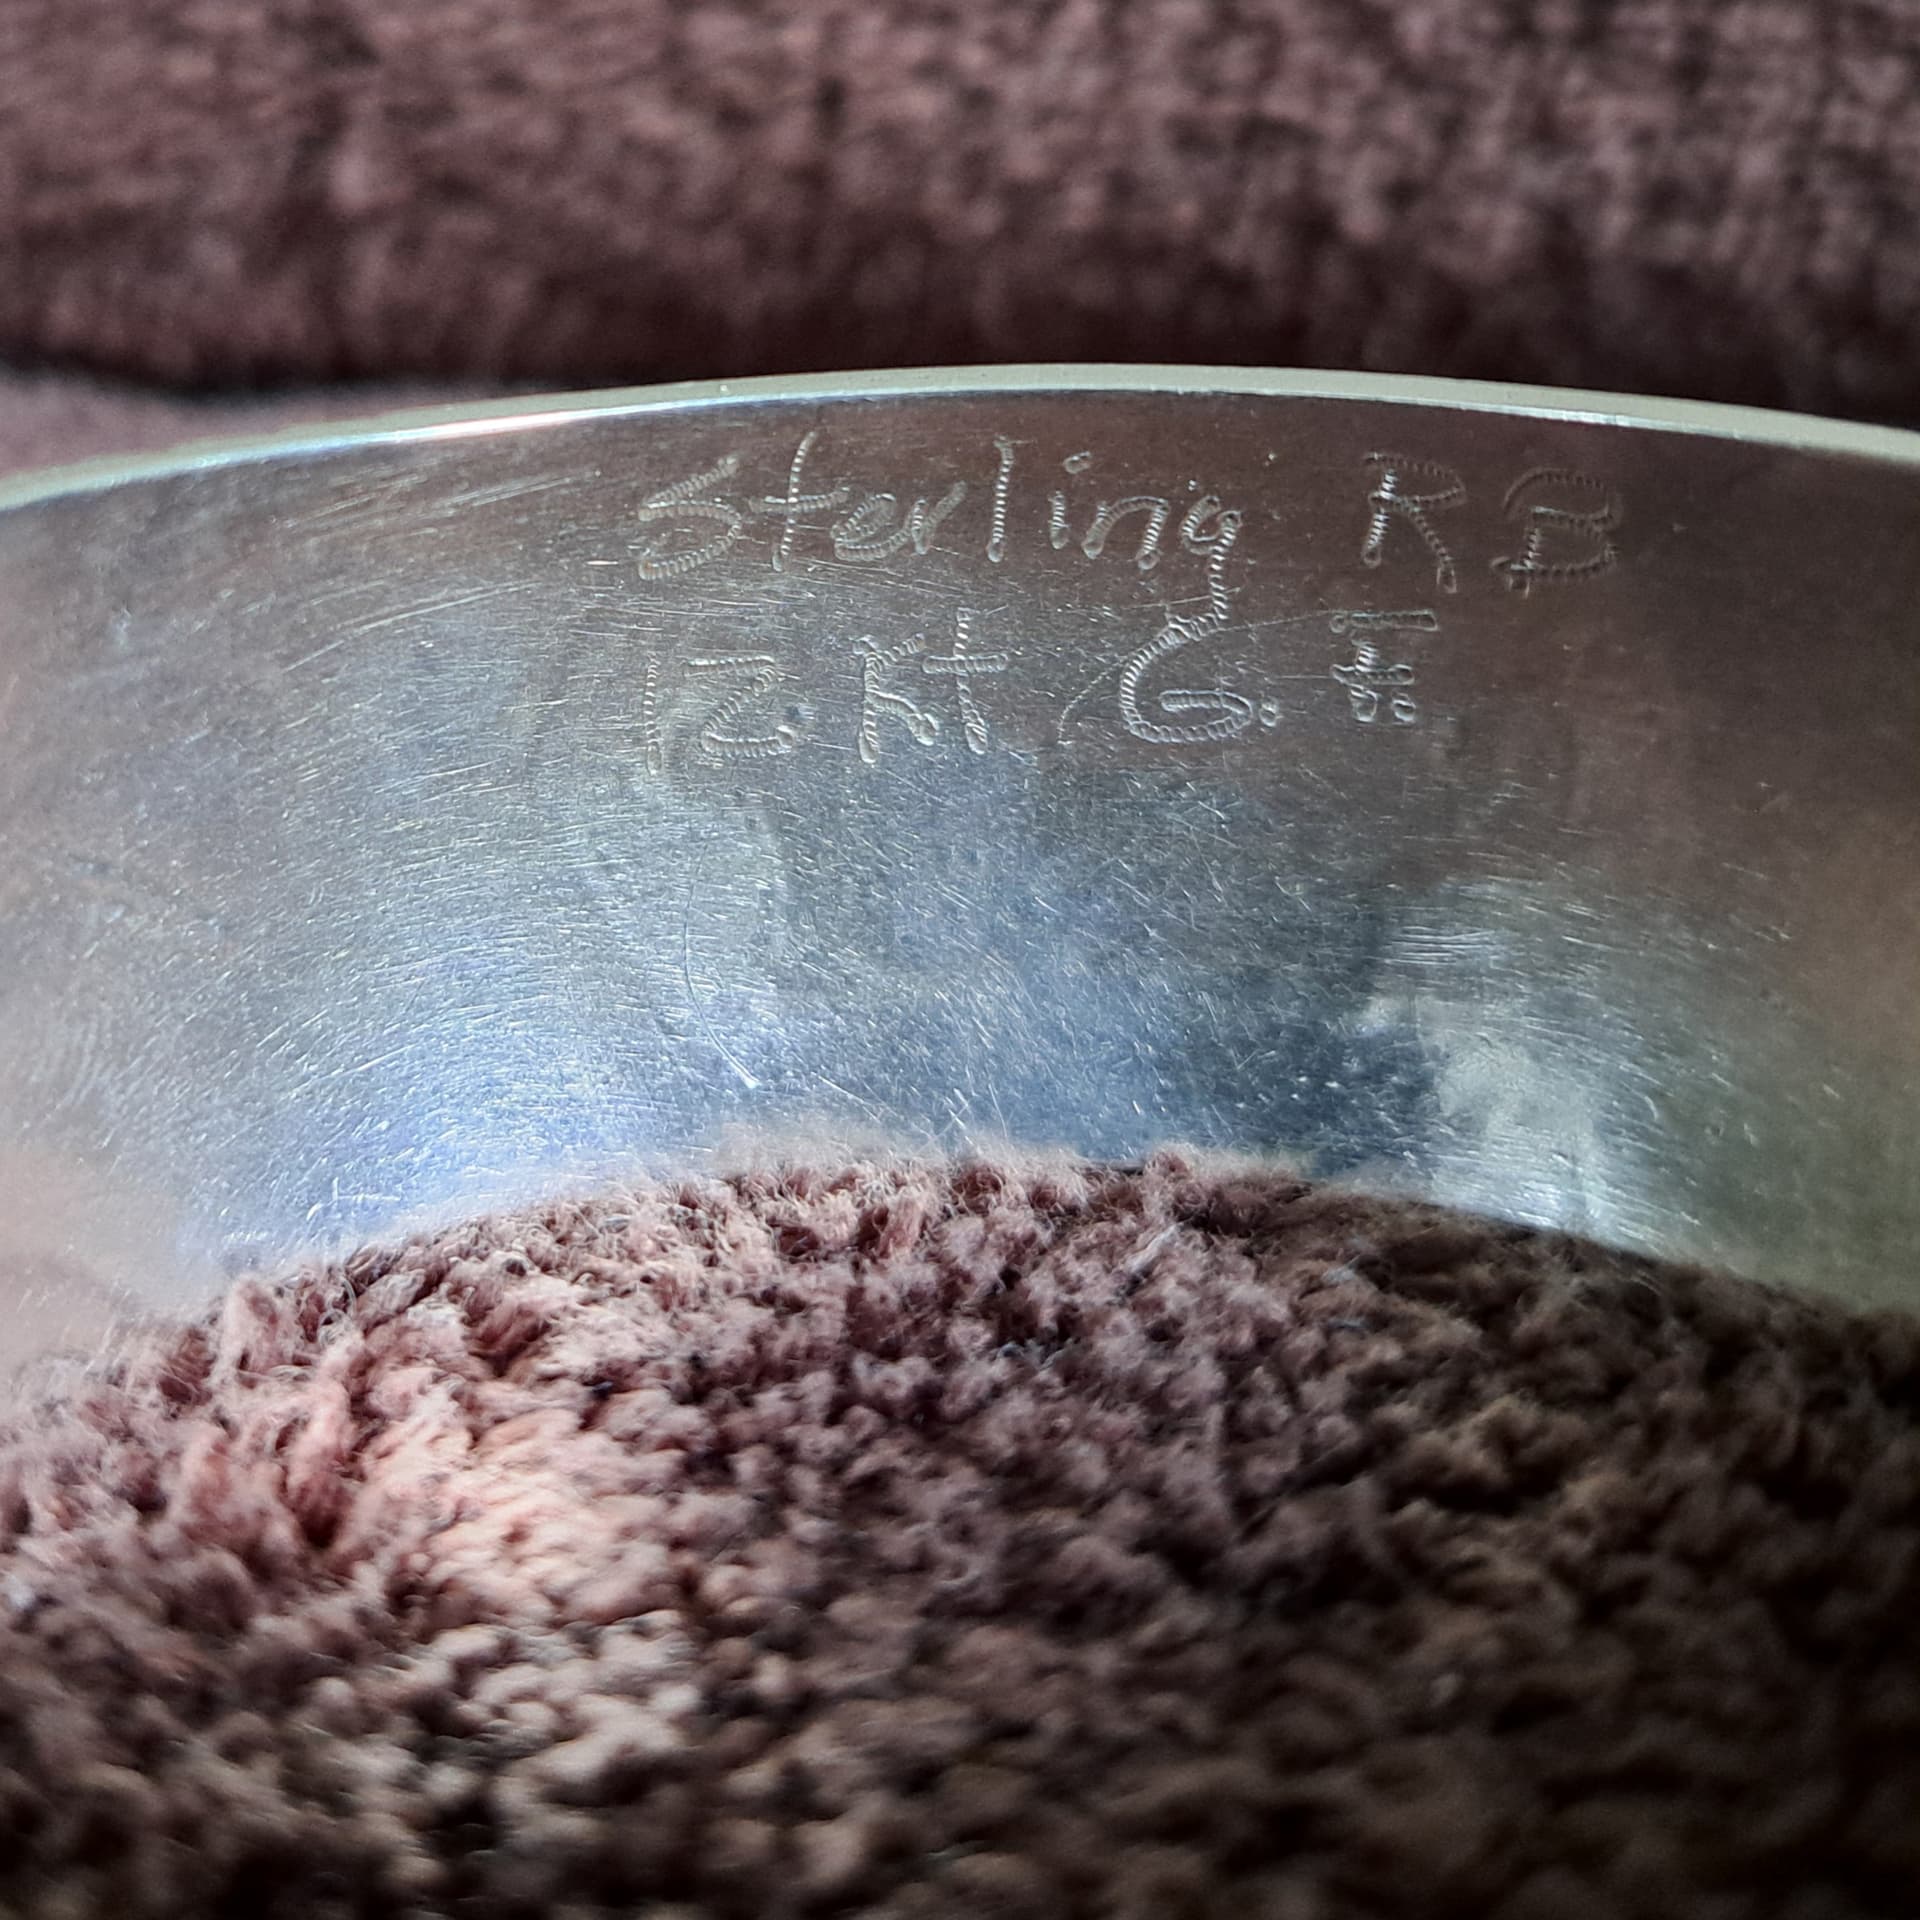 Sterling RB
12 Kt G.F.